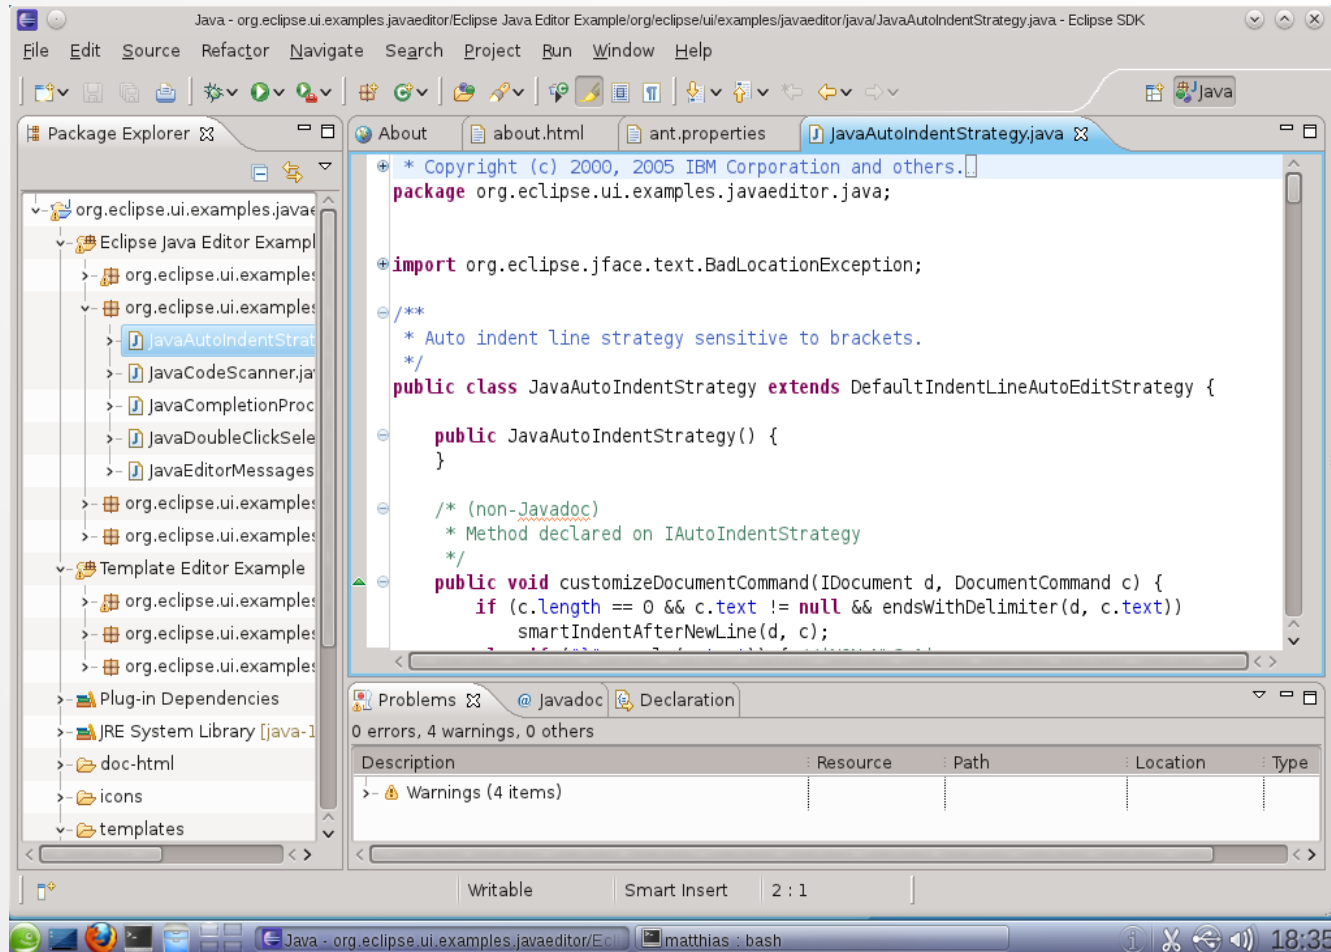 Java - org.eclipse.ui.examples.javaeditor/Eclipse Java Editor Example/org/eclipse/ui/examples/javaeditor/java/JavaAutoIndentStrategy.java - Eclipse SDK
File Edit Source Refactor Navigate Search Project Run Window Help
Java
Package Explorer
org.eclipse.ui.examples.javae
Eclipse Java Editor Exampl
org.eclipse.ui.examples
org.eclipse.ui.examples
JavaAutoIndentStrat
JavaCodeScanner.ja
JavaCompletionProc
JavaDoubleClickSele
JavaEditorMessages
org.eclipse.ui.examples
org.eclipse.ui.examples
Template Editor Example
org.eclipse.ui.examples
org.eclipse.ui.examples
org.eclipse.ui.examples
Plug-in Dependencies
JRE System Library [java-1
doc-html
icons
templates
About about.html ant.properties JavaAutoIndentStrategy.java
* Copyright (c) 2000, 2005 IBM Corporation and others.
package org.eclipse.ui.examples.javaeditor.java;
import org.eclipse.jface.text.BadLocationException;
/**
* Auto indent line strategy sensitive to brackets.
*/
public class JavaAutoIndentStrategy extends DefaultIndentLineAutoEditStrategy {
public JavaAutoIndentStrategy() {
}
/* (non-Javadoc)
* Method declared on IAutoIndentStrategy
*/
public void customizeDocumentCommand(IDocument d, DocumentCommand c) {
if (c.length == 0 && c.text != null && endsWithDelimiter(d, c.text))
smartIndentAfterNewLine(d, c);
Problems @ Javadoc Declaration
0 errors, 4 warnings, 0 others
Description Resource Path Location Type
Warnings (4 items)
Writable Smart Insert 2 : 1
Java - org.eclipse.ui.examples.javaeditor/Ecl matthias : bash 18:35